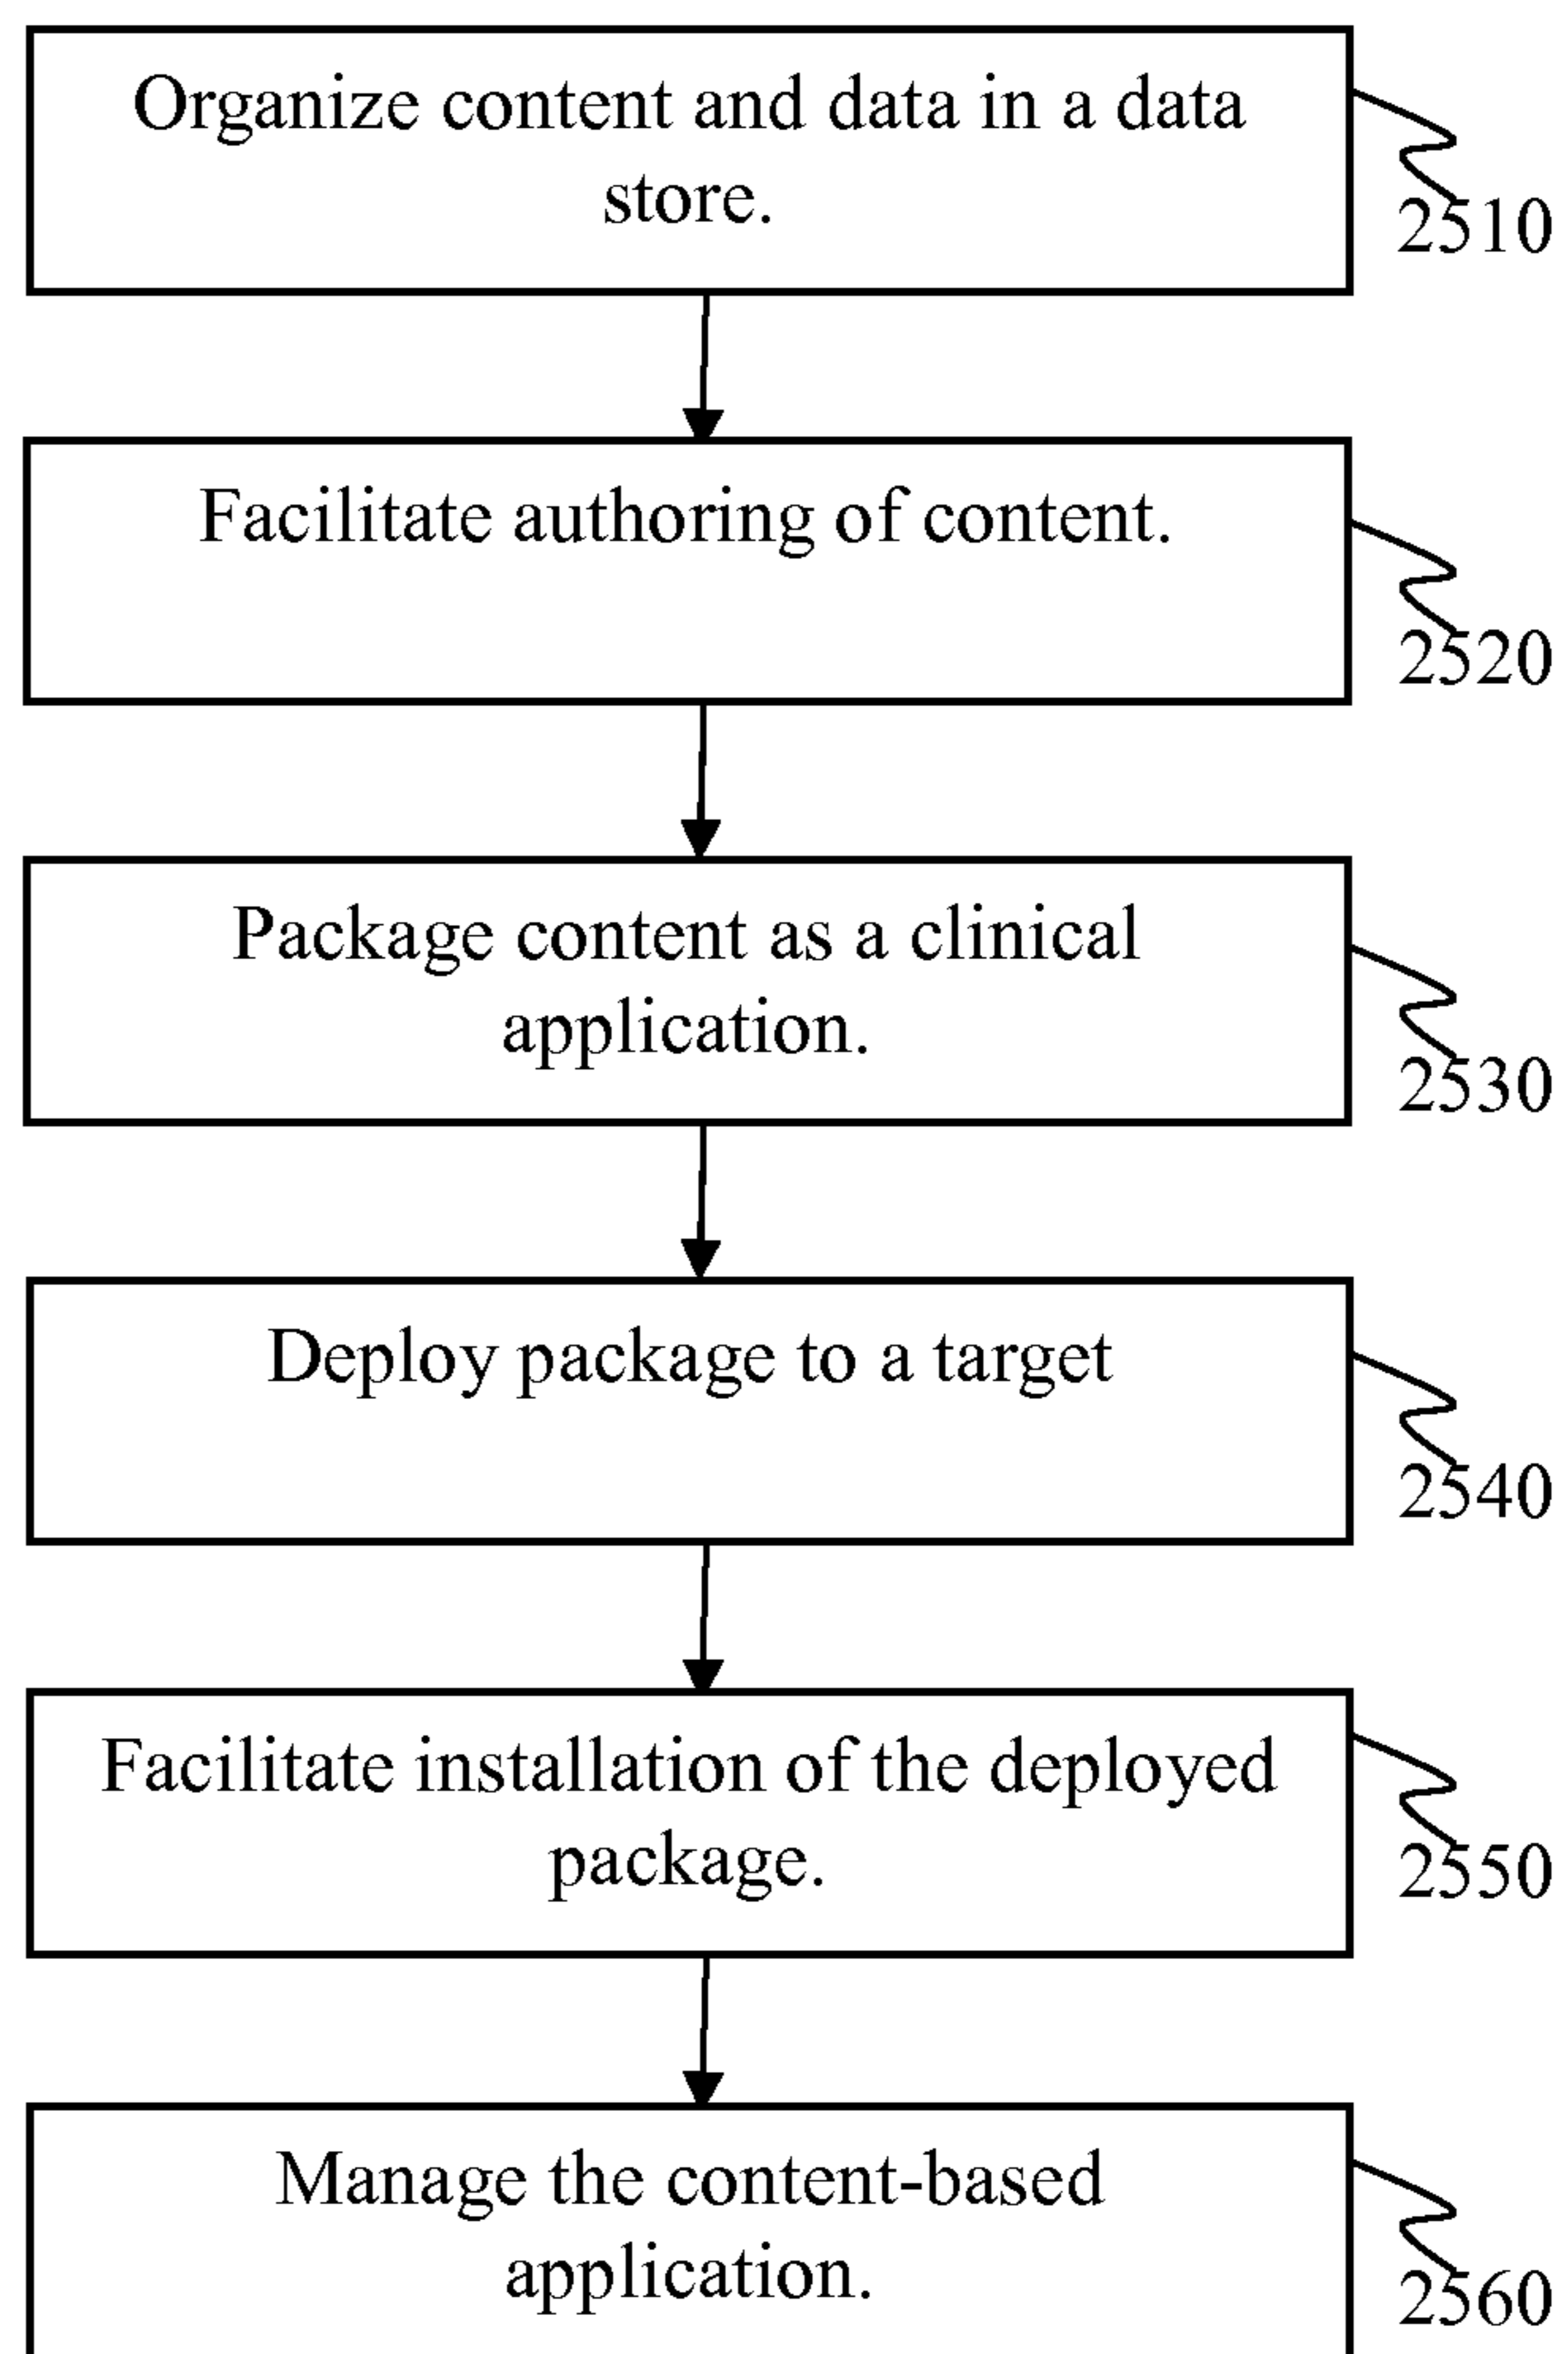 Organize content and data in a data
store.
2510
Facilitate authoring of content.
2520
Package content as a clinical
application.
2530
Deploy package to a target
2540
Facilitate installation of the deployed
package.
2550
Manage the content-based
application.
2560